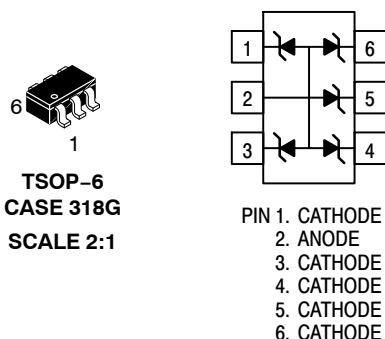 6
1
TSOP–6
CASE 318G
SCALE 2:1
1
6
2
5
3
4
PIN 1. CATHODE
2. ANODE
3. CATHODE
4. CATHODE
5. CATHODE
6. CATHODE